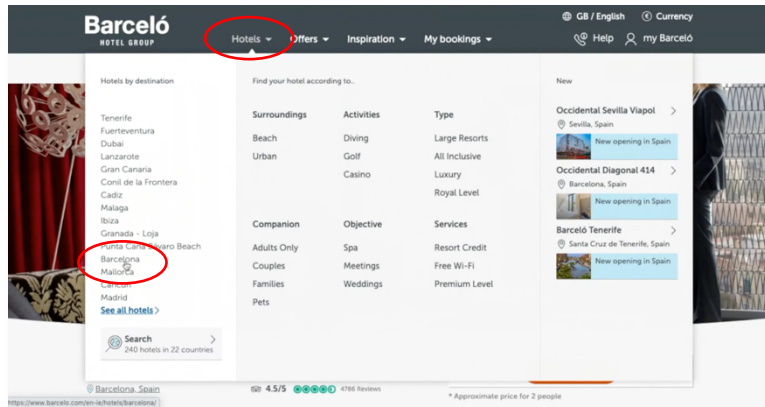 Barceló
HOTEL GROUP
GB / English
Currency
Hotels
Offers
Inspiration
My bookings
Help
my Barceló
Hotels by destination
Tenerife
Fuerteventura
Dubai
Lanzarote
Gran Canaria
Conil de la Frontera
Cadiz
Malaga
Ibiza
Granada - Loja
Punta Cana Bávaro Beach
Barcelona
Mallorca
Cancun
Madrid
See all hotels >
Search
240 hotels in 22 countries
Find your hotel according to..
Surroundings
Beach
Urban
Activities
Diving
Golf
Casino
Type
Large Resorts
All Inclusive
Luxury
Royal Level
Companion
Adults Only
Couples
Families
Pets
Objective
Spa
Meetings
Weddings
Services
Resort Credit
Free Wi-Fi
Premium Level
New
Occidental Sevilla Viapol
Sevilla, Spain
New opening in Spain
Occidental Diagonal 414
Barcelona, Spain
New opening in Spain
Barceló Tenerife
Santa Cruz de Tenerife, Spain
New opening in Spain
Barcelona, Spain
4.5/5
4788 Reviews
* Approximate price for 2 people
https://www.barcelo.com/en-ie/hotels/barcelona/